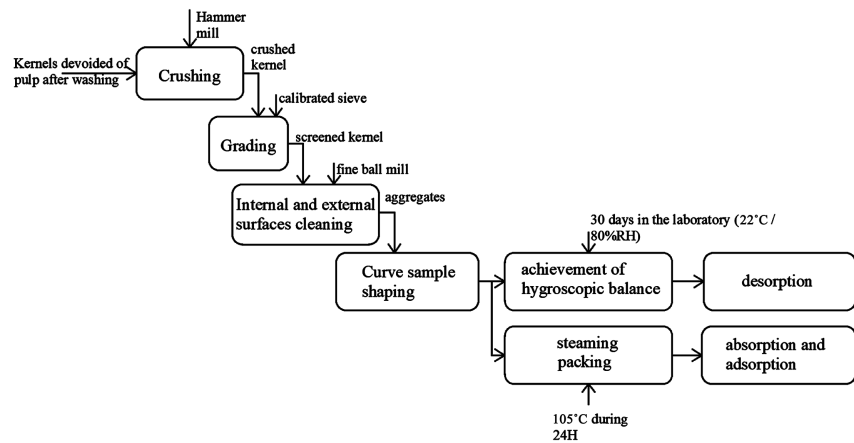 Hammer
mill
Kernels devoided of
pulp after washing
Crushing
crushed
kernel
calibrated sieve
Grading
screened kernel
fine ball mill
Internal and external
surfaces cleaning
aggregates
30 days in the laboratory (22˚C /
80%RH)
Curve sample
shaping
achievement of
hygroscopic balance
desorption
steaming
packing
absorption and
adsorption
105˚C during
24H